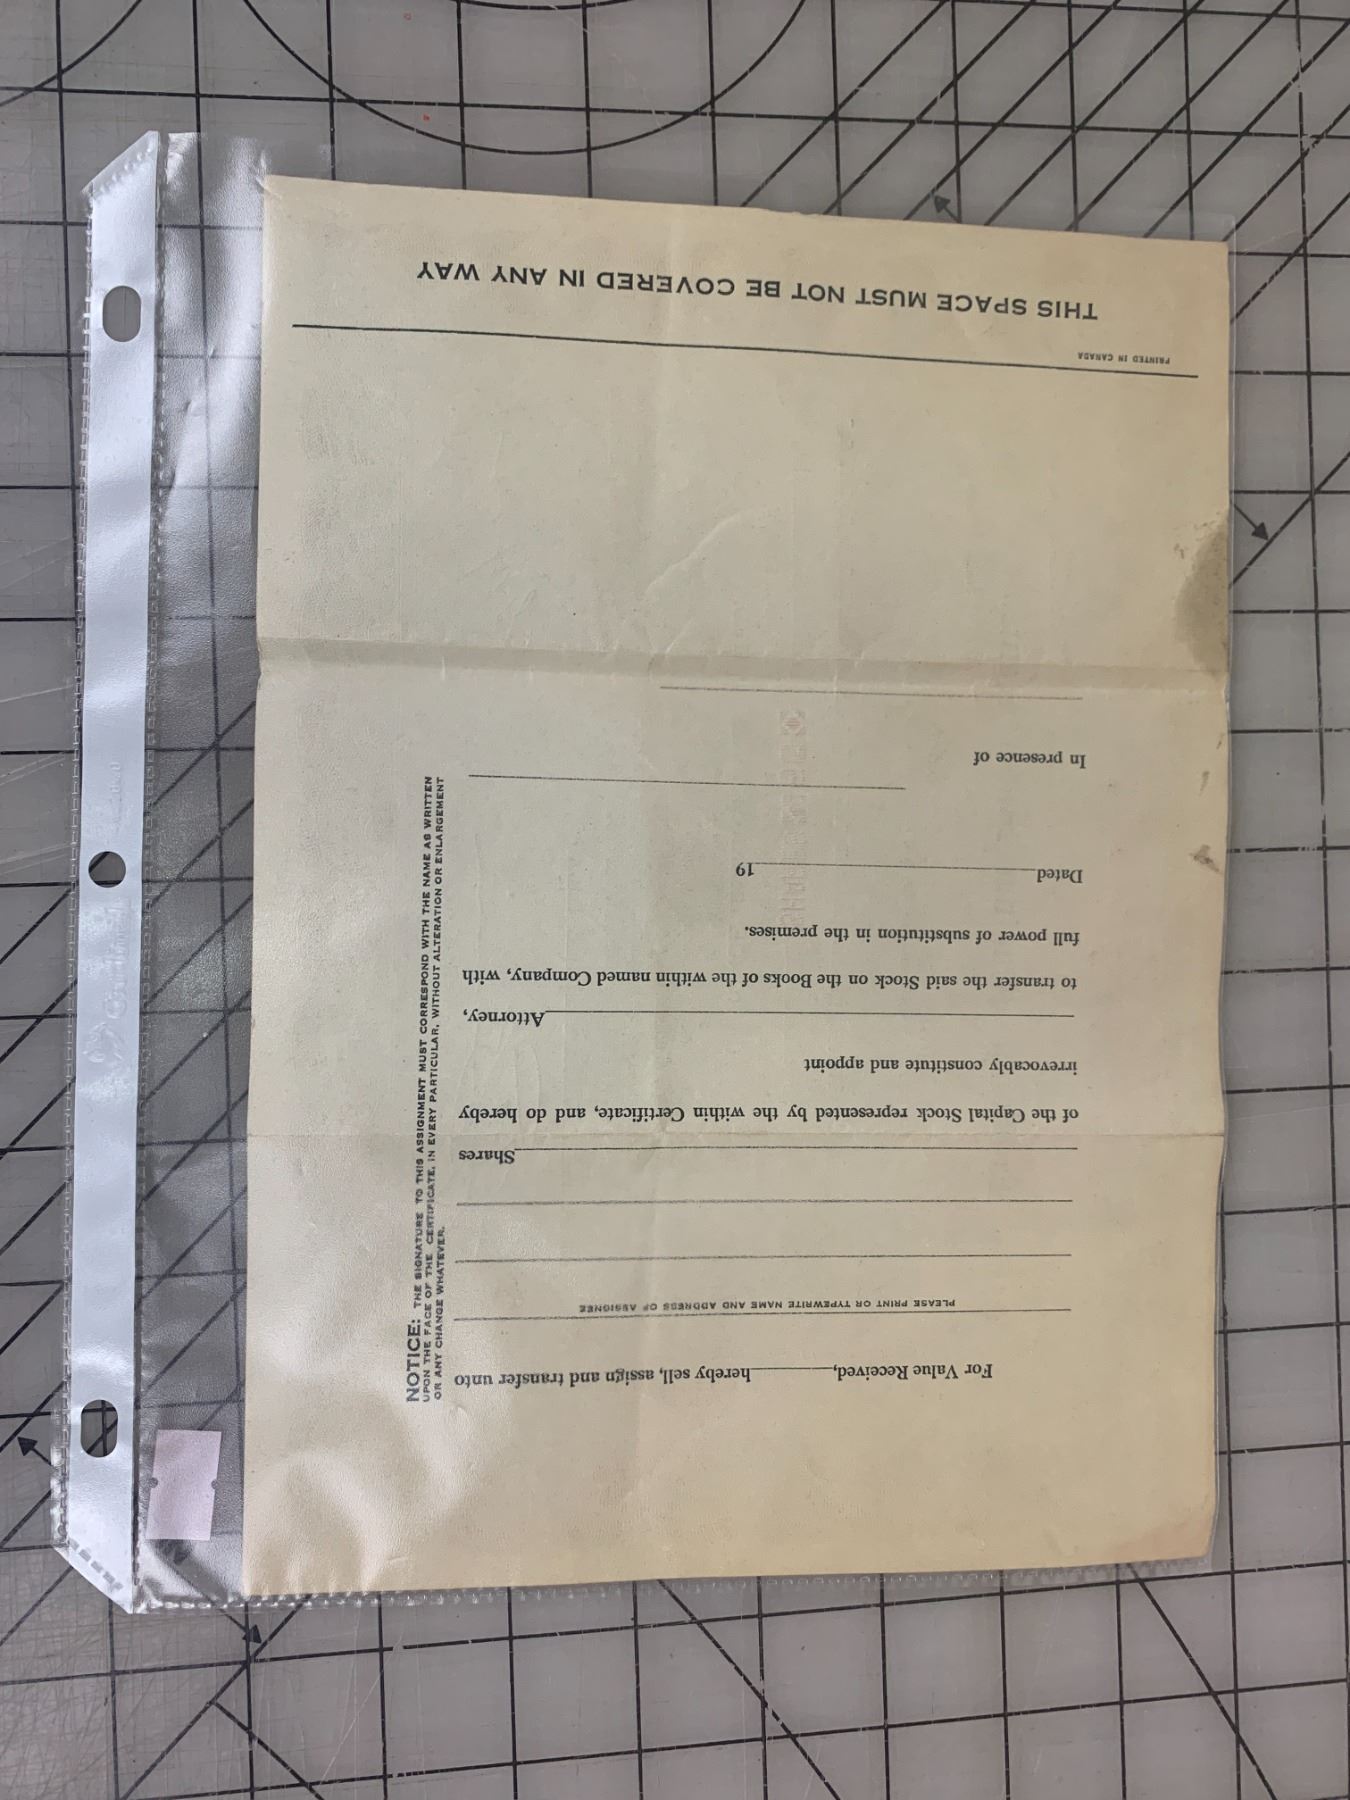 For Value Received, hereby sell, assign and transfer unto
PLEASE PRINT OR TYPEWRITE NAME AND ADDRESS OF ASSIGNEE
Shares
of the Capital Stock represented by the within Certificate, and do hereby
irrevocably constitute and appoint
Attorney,
to transfer the said Stock on the Books of the within named Company, with
full power of substitution in the premises.
Dated 19
In presence of
NOTICE: THE SIGNATURE TO THIS ASSIGNMENT MUST CORRESPOND WITH THE NAME AS WRITTEN
UPON THE FACE OF THE CERTIFICATE, IN EVERY PARTICULAR, WITHOUT ALTERATION OR ENLARGEMENT
OR ANY CHANGE WHATEVER.
PRINTED IN CANADA
THIS SPACE MUST NOT BE COVERED IN ANY WAY